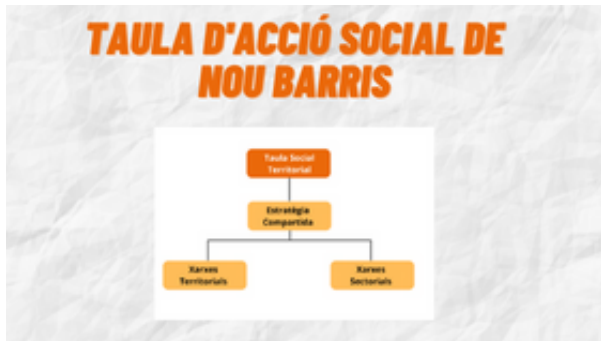 TAULA D'ACCIÓ SOCIAL DE
NOU BARRIS
Taula Social
Territorial
Estratègia
Compartida
Xarxes
Territorials
Xarxes
Sectorials